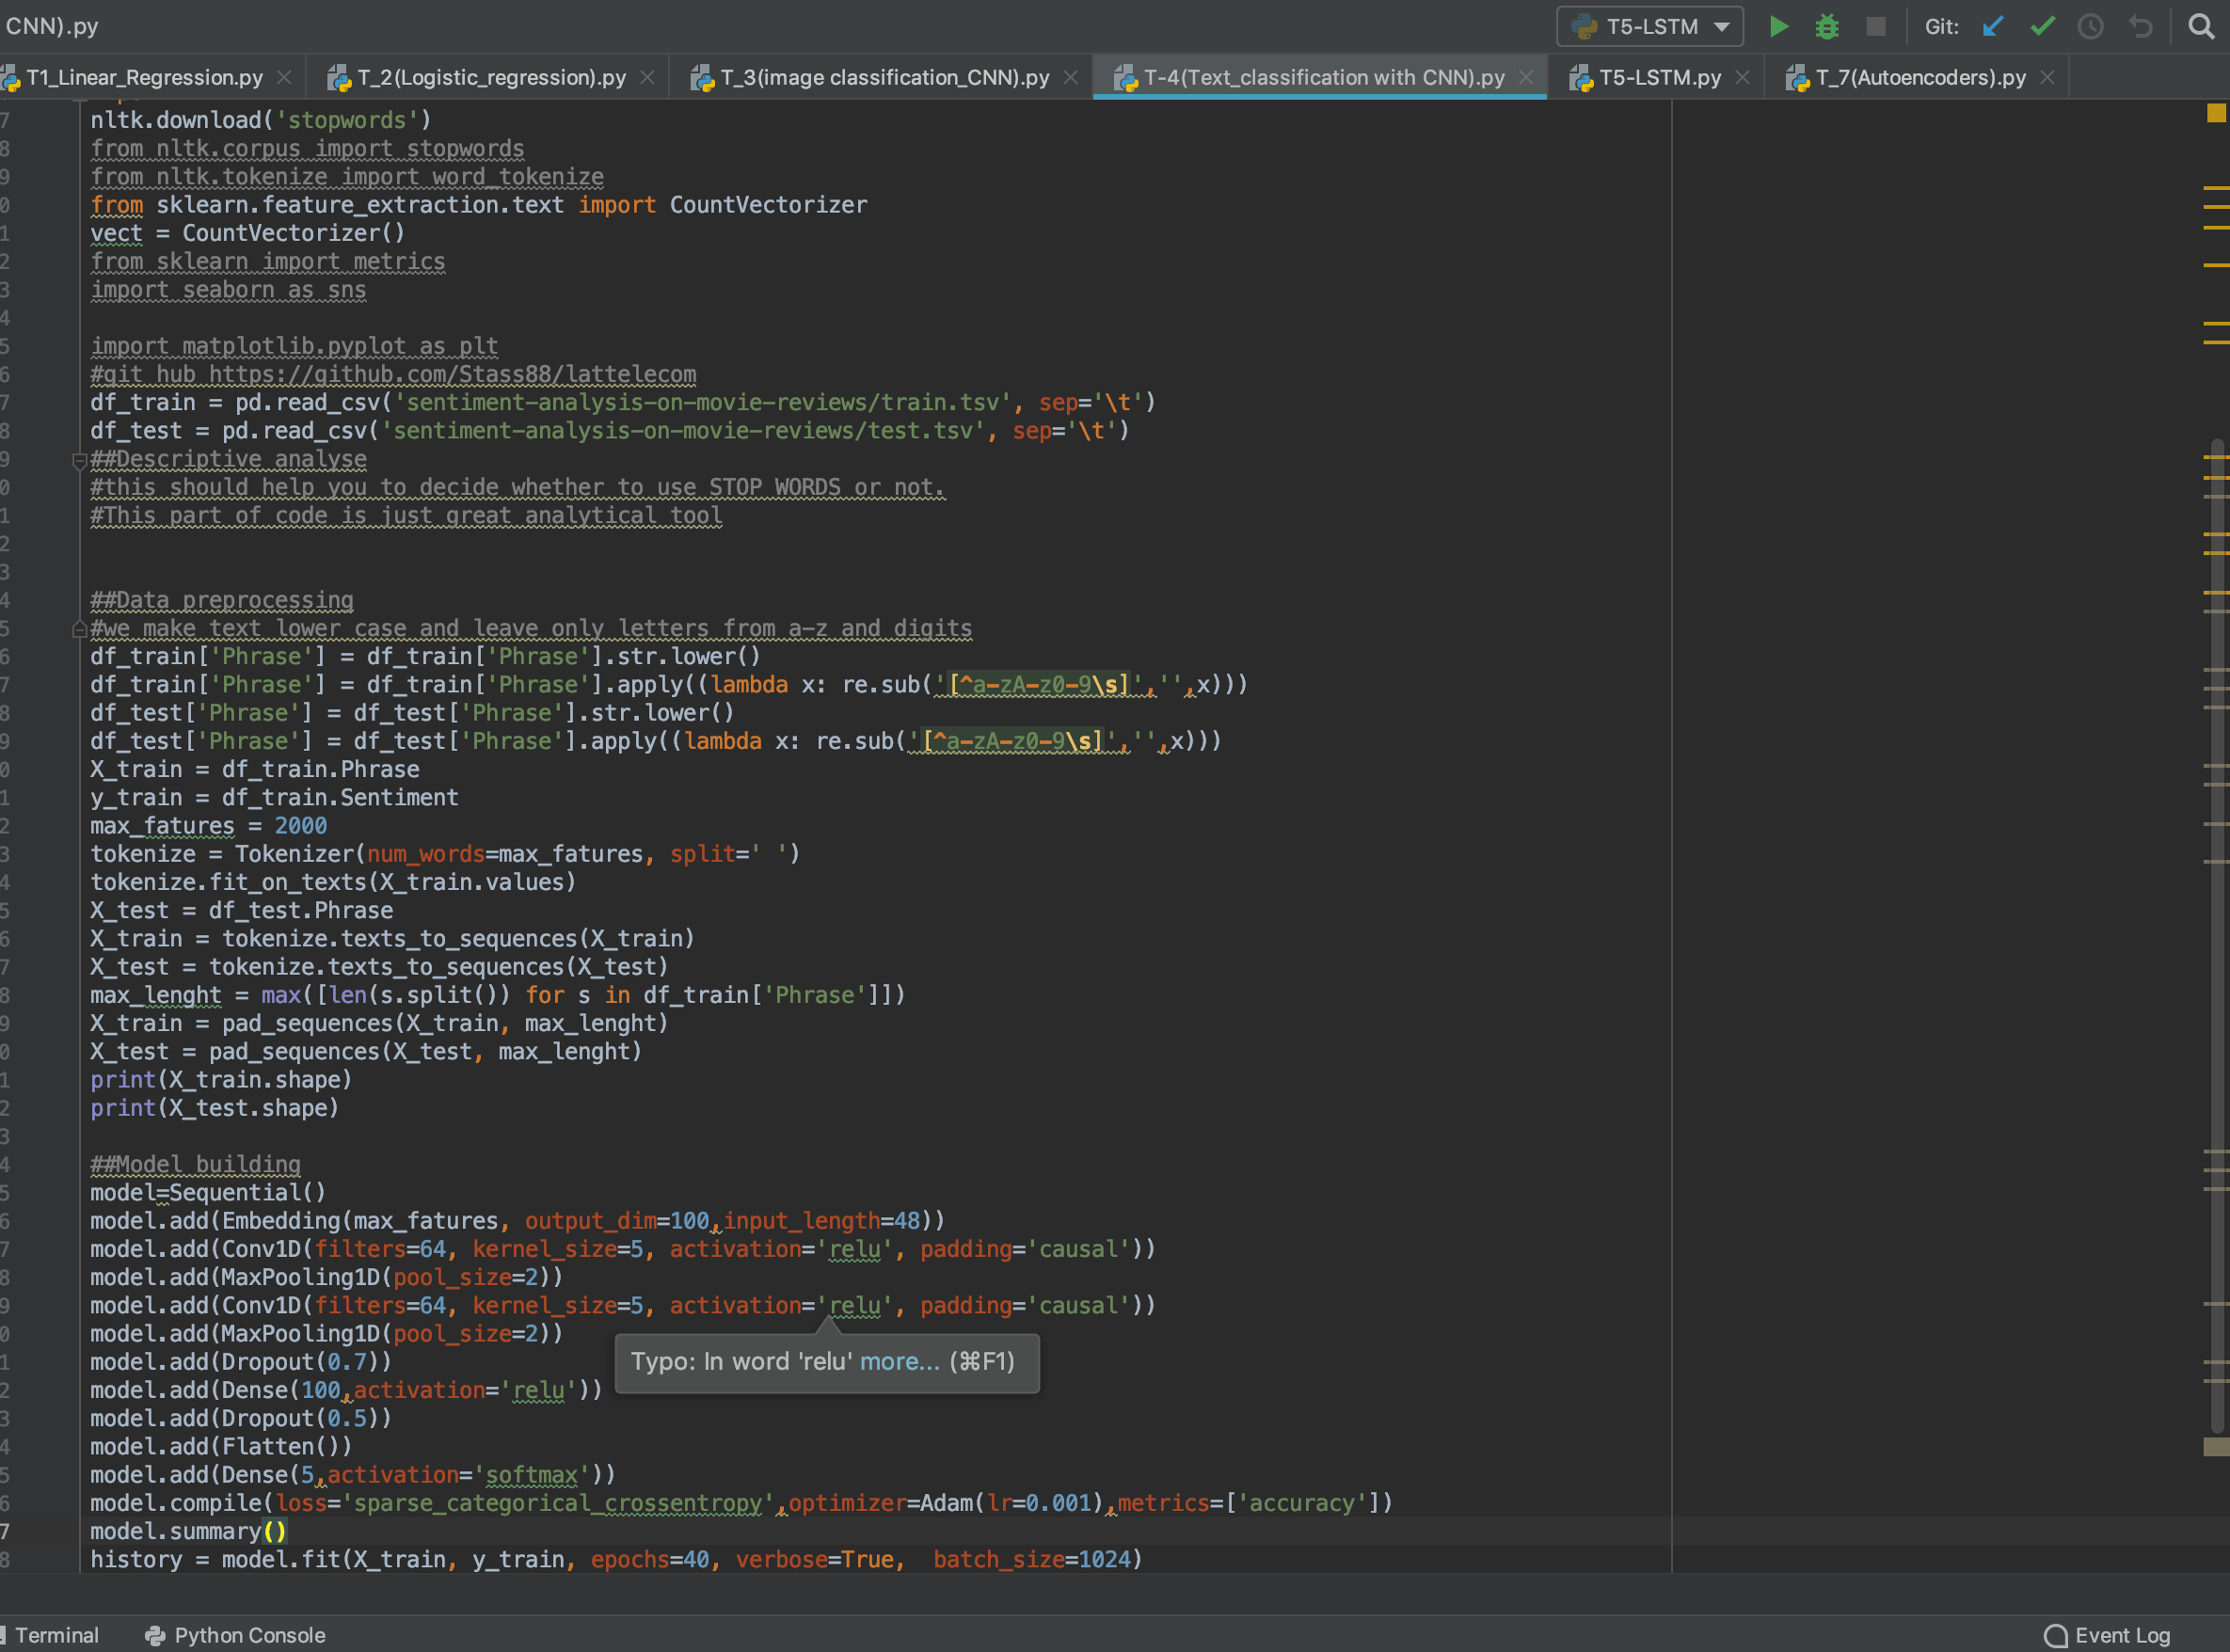 CNN).py
T5-LSTM
Git:
T1_Linear_Regression.py
T_2(Logistic_regression).py
T_3(image classification_CNN).py
T-4(Text_classification with CNN).py
T5-LSTM.py
T_7(Autoencoders).py
7 nltk.download('stopwords')
8 from nltk.corpus import stopwords
9 from nltk.tokenize import word_tokenize
0 from sklearn.feature_extraction.text import CountVectorizer
1 vect = CountVectorizer()
2 from sklearn import metrics
3 import seaborn as sns
4
5 import matplotlib.pyplot as plt
6 #git hub https://github.com/Stass88/lattelecom
7 df_train = pd.read_csv('sentiment-analysis-on-movie-reviews/train.tsv', sep='\t')
8 df_test = pd.read_csv('sentiment-analysis-on-movie-reviews/test.tsv', sep='\t')
9 ##Descriptive analyse
0 #this should help you to decide whether to use STOP WORDS or not.
1 #This part of code is just great analytical tool
2
3
4 ##Data preprocessing
5 #we make text lower case and leave only letters from a-z and digits
6 df_train['Phrase'] = df_train['Phrase'].str.lower()
7 df_train['Phrase'] = df_train['Phrase'].apply((lambda x: re.sub('[^a-zA-z0-9\s]','',x)))
8 df_test['Phrase'] = df_test['Phrase'].str.lower()
9 df_test['Phrase'] = df_test['Phrase'].apply((lambda x: re.sub('[^a-zA-z0-9\s]','',x)))
0 X_train = df_train.Phrase
1 y_train = df_train.Sentiment
2 max_fatures = 2000
3 tokenize = Tokenizer(num_words=max_fatures, split=' ')
4 tokenize.fit_on_texts(X_train.values)
5 X_test = df_test.Phrase
6 X_train = tokenize.texts_to_sequences(X_train)
7 X_test = tokenize.texts_to_sequences(X_test)
8 max_lenght = max([len(s.split()) for s in df_train['Phrase']])
9 X_train = pad_sequences(X_train, max_lenght)
0 X_test = pad_sequences(X_test, max_lenght)
1 print(X_train.shape)
2 print(X_test.shape)
3
4 ##Model building
5 model=Sequential()
6 model.add(Embedding(max_fatures, output_dim=100,input_length=48))
7 model.add(Conv1D(filters=64, kernel_size=5, activation='relu', padding='causal'))
8 model.add(MaxPooling1D(pool_size=2))
9 model.add(Conv1D(filters=64, kernel_size=5, activation='relu', padding='causal'))
0 model.add(MaxPooling1D(pool_size=2))
1 model.add(Dropout(0.7))
Typo: In word 'relu' more... (⌘F1)
2 model.add(Dense(100,activation='relu'))
3 model.add(Dropout(0.5))
4 model.add(Flatten())
5 model.add(Dense(5,activation='softmax'))
6 model.compile(loss='sparse_categorical_crossentropy',optimizer=Adam(lr=0.001),metrics=['accuracy'])
7 model.summary()
8 history = model.fit(X_train, y_train, epochs=40, verbose=True,  batch_size=1024)
Terminal
Python Console
Event Log